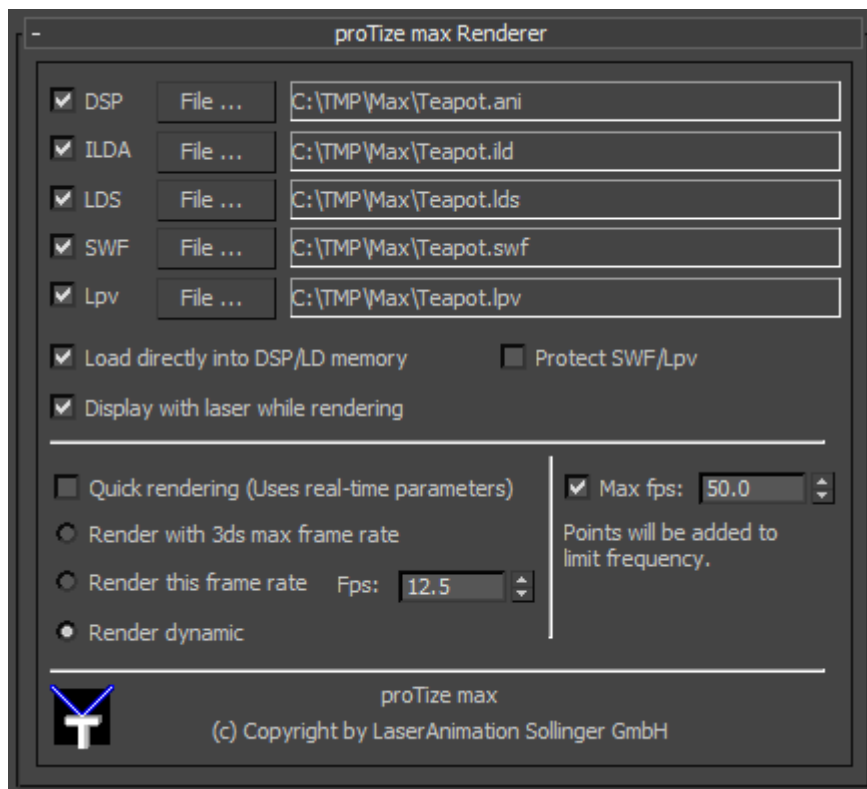 - proTize max Renderer
DSP File ... C:\TMP\Max\Teapot.ani
ILDA File ... C:\TMP\Max\Teapot.ild
LDS File ... C:\TMP\Max\Teapot.lds
SWF File ... C:\TMP\Max\Teapot.swf
Lpv File ... C:\TMP\Max\Teapot.lpv
Load directly into DSP/LD memory Protect SWF/Lpv
Display with laser while rendering
Quick rendering (Uses real-time parameters)
Render with 3ds max frame rate
Render this frame rate Fps: 12.5
Render dynamic
Max fps: 50.0
Points will be added to
limit frequency.
proTize max
(c) Copyright by LaserAnimation Sollinger GmbH